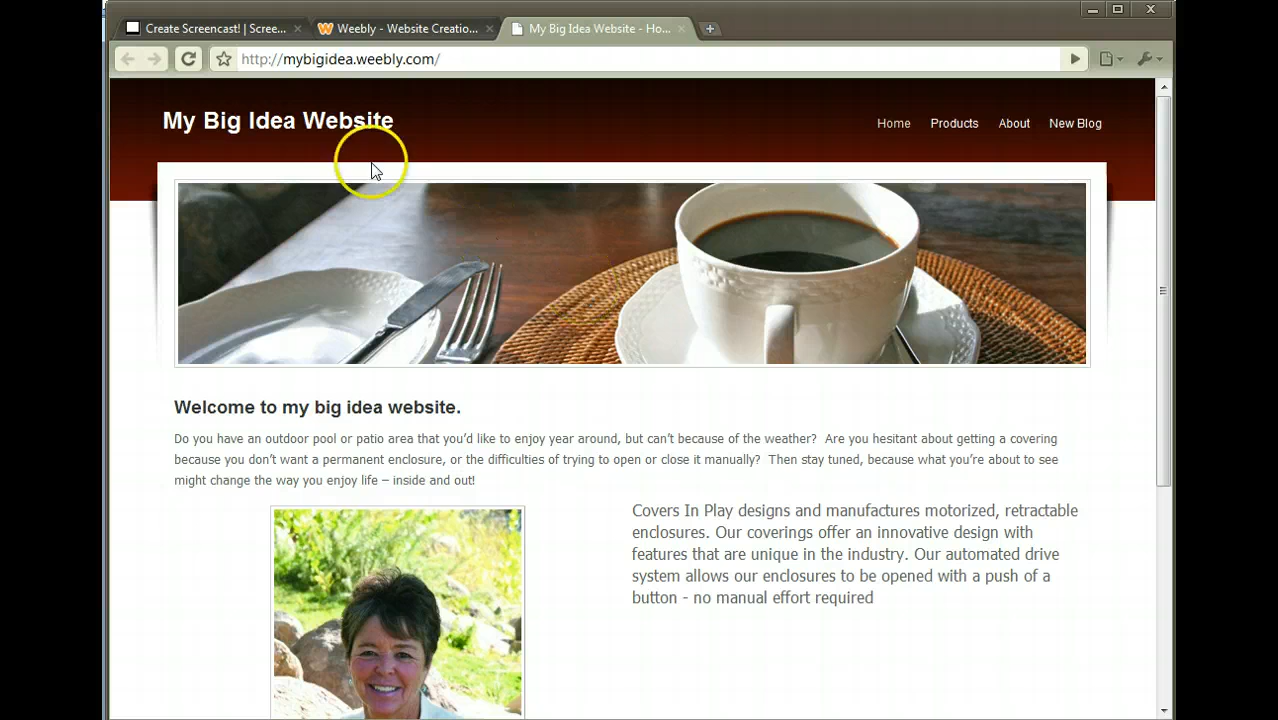 Create Screencast! | Scree...
Weebly - Website Creatio...
My Big Idea Website - Ho...
http://mybigidea.weebly.com/
My Big Idea Website
Home
Products
About
New Blog
Welcome to my big idea website.
Do you have an outdoor pool or patio area that you'd like to enjoy year around, but can't because of the weather?  Are you hesitant about getting a covering
because you don't want a permanent enclosure, or the difficulties of trying to open or close it manually?  Then stay tuned, because what you're about to see
might change the way you enjoy life – inside and out!
Covers In Play designs and manufactures motorized, retractable
enclosures. Our coverings offer an innovative design with
features that are unique in the industry. Our automated drive
system allows our enclosures to be opened with a push of a
button - no manual effort required